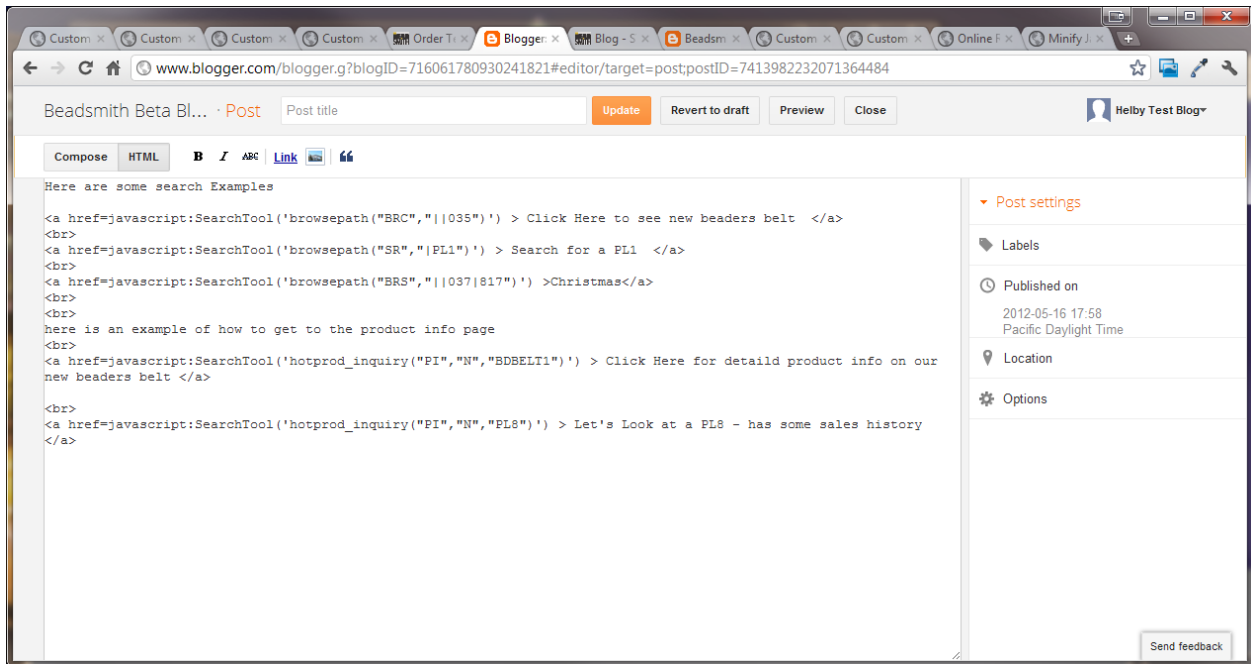 Custom Custom Custom Custom Order Te Blogger: Blog - S Beadsm Custom Custom Online F Minify J
www.blogger.com/blogger.g?blogID=716061780930241821#editor/target=post;postID=7413982232071364484
Beadsmith Beta Bl... · Post Post title Update Revert to draft Preview Close Helby Test Blog
Compose HTML B I ABC Link
Here are some search Examples
<a href=javascript:SearchTool('browsepath("BRC","||035")') > Click Here to see new beaders belt  </a>
<br>
<a href=javascript:SearchTool('browsepath("SR","|PL1")') > Search for a PL1  </a>
<br>
<a href=javascript:SearchTool('browsepath("BRS","||037|817")') >Christmas</a>
<br>
<br>
here is an example of how to get to the product info page
<br>
<a href=javascript:SearchTool('hotprod_inquiry("PI","N","BDBELT1")') > Click Here for detaild product info on our
new beaders belt </a>
<br>
<a href=javascript:SearchTool('hotprod_inquiry("PI","N","PL8")') > Let's Look at a PL8 - has some sales history
</a>
Post settings
Labels
Published on
2012-05-16 17:58
Pacific Daylight Time
Location
Options
Send feedback